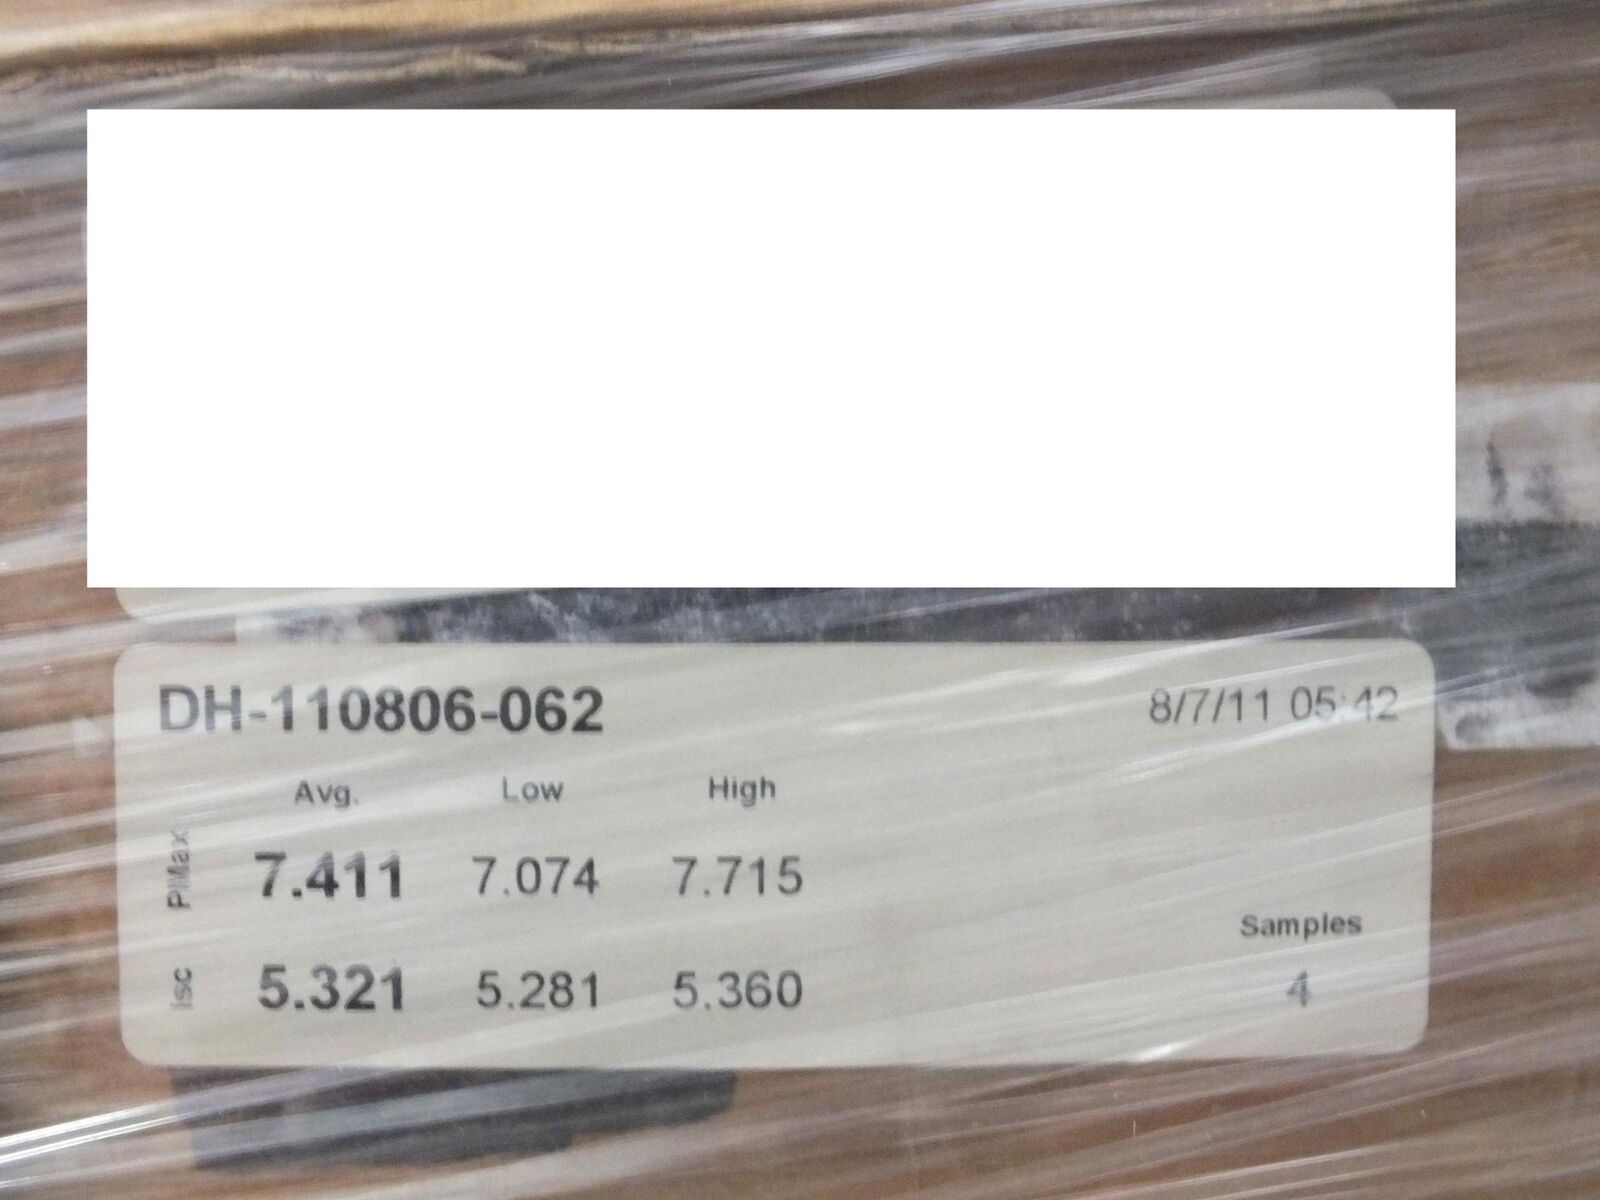 DH-110806-062 8/7/11 05:42
Avg. Low High
PMax 7.411 7.074 7.715
Samples
Isc 5.321 5.281 5.360 4